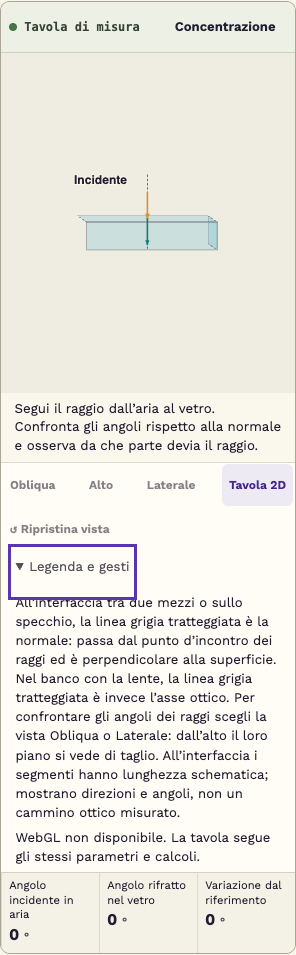 Tavola di misura Concentrazione
Incidente
Segui il raggio dall’aria al vetro.
Confronta gli angoli rispetto alla normale
e osserva da che parte devia il raggio.
Obliqua Alto Laterale Tavola 2D
↺ Ripristina vista
▼ Legenda e gesti
All’interfaccia tra due mezzi o sullo
specchio, la linea grigia tratteggiata è la
normale: passa dal punto d’incontro dei
raggi ed è perpendicolare alla superficie.
Nel banco con la lente, la linea grigia
tratteggiata è invece l’asse ottico. Per
confrontare gli angoli dei raggi scegli la
vista Obliqua o Laterale: dall’alto il loro
piano si vede di taglio. All’interfaccia i
segmenti hanno lunghezza schematica;
mostrano direzioni e angoli, non un
cammino ottico misurato.
WebGL non disponibile. La tavola segue
gli stessi parametri e calcoli.
Angolo
incidente in
aria
0 °
Angolo rifratto
nel vetro
0 °
Variazione dal
riferimento
0 °